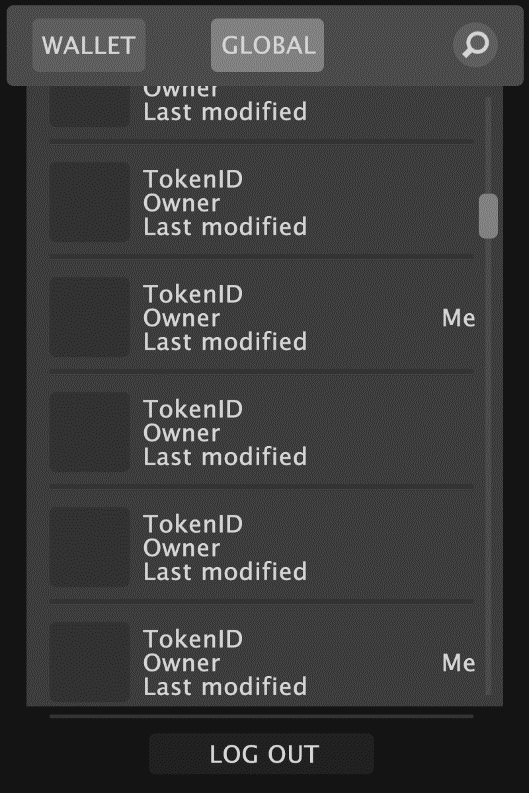 WALLET GLOBAL
Owner
Last modified
TokenID
Owner
Last modified
TokenID
Owner Me
Last modified
TokenID
Owner
Last modified
TokenID
Owner
Last modified
TokenID
Owner Me
Last modified
LOG OUT